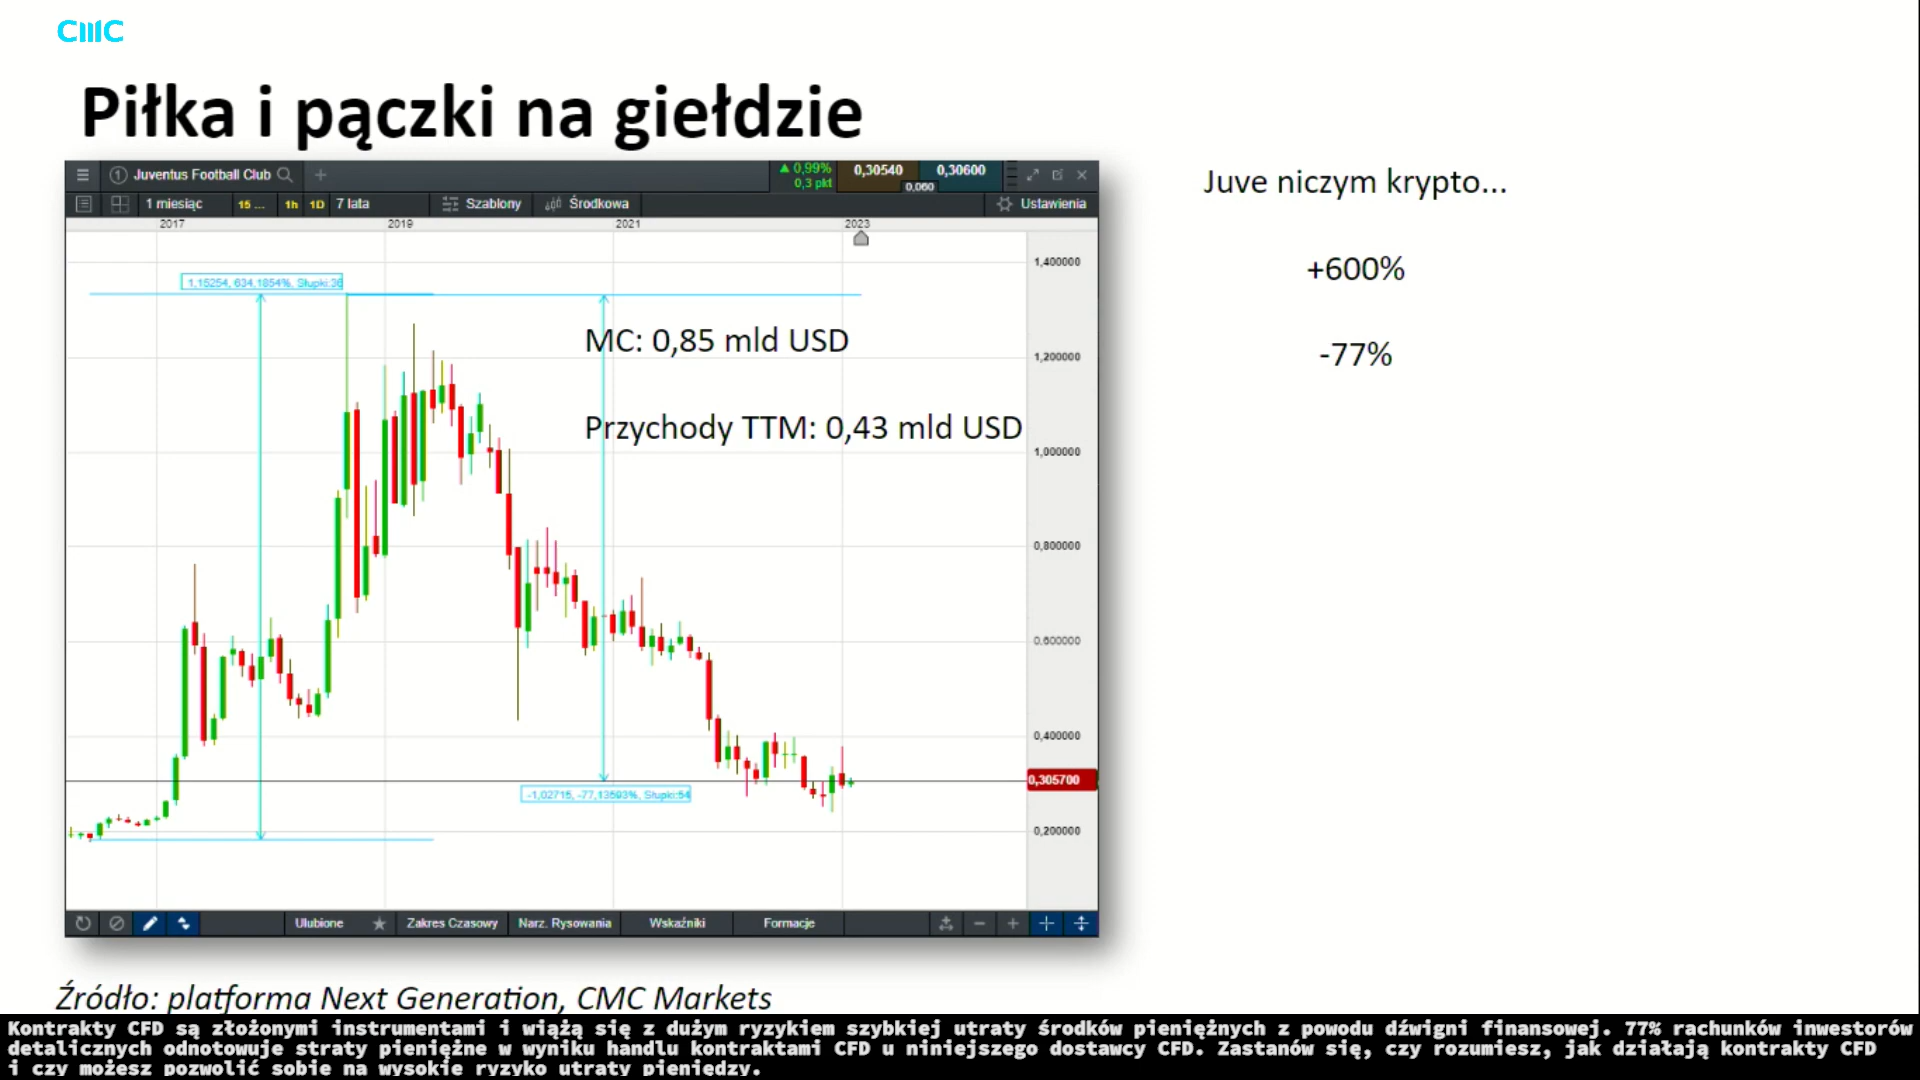 CMC
Piłka i pączki na giełdzie
1 Juventus Football Club
0,99%
0,3 pkt
0,30540
0,060
0,30600
1 miesiąc
15 ...
1h
1D
7 lata
Szablony
Środkowa
Ustawienia
2017
2019
2021
2023
1,15254, 634,1854%, Słupki:36
MC: 0,85 mld USD
Przychody TTM: 0,43 mld USD
-1,02715, -77,13593%, Słupki:54
1,400000
1,200000
1,000000
0,800000
0,600000
0,400000
0,305700
0,200000
Ulubione
Zakres Czasowy
Narz. Rysowania
Wskaźniki
Formacje
Juve niczym krypto...
+600%
-77%
Źródło: platforma Next Generation, CMC Markets
Kontrakty CFD są złożonymi instrumentami i wiążą się z dużym ryzykiem szybkiej utraty środków pieniężnych z powodu dźwigni finansowej. 77% rachunków inwestorów
detalicznych odnotowuje straty pieniężne w wyniku handlu kontraktami CFD u niniejszego dostawcy CFD. Zastanów się, czy rozumiesz, jak działają kontrakty CFD
i czy możesz pozwolić sobie na wysokie ryzyko utraty pieniędzy.